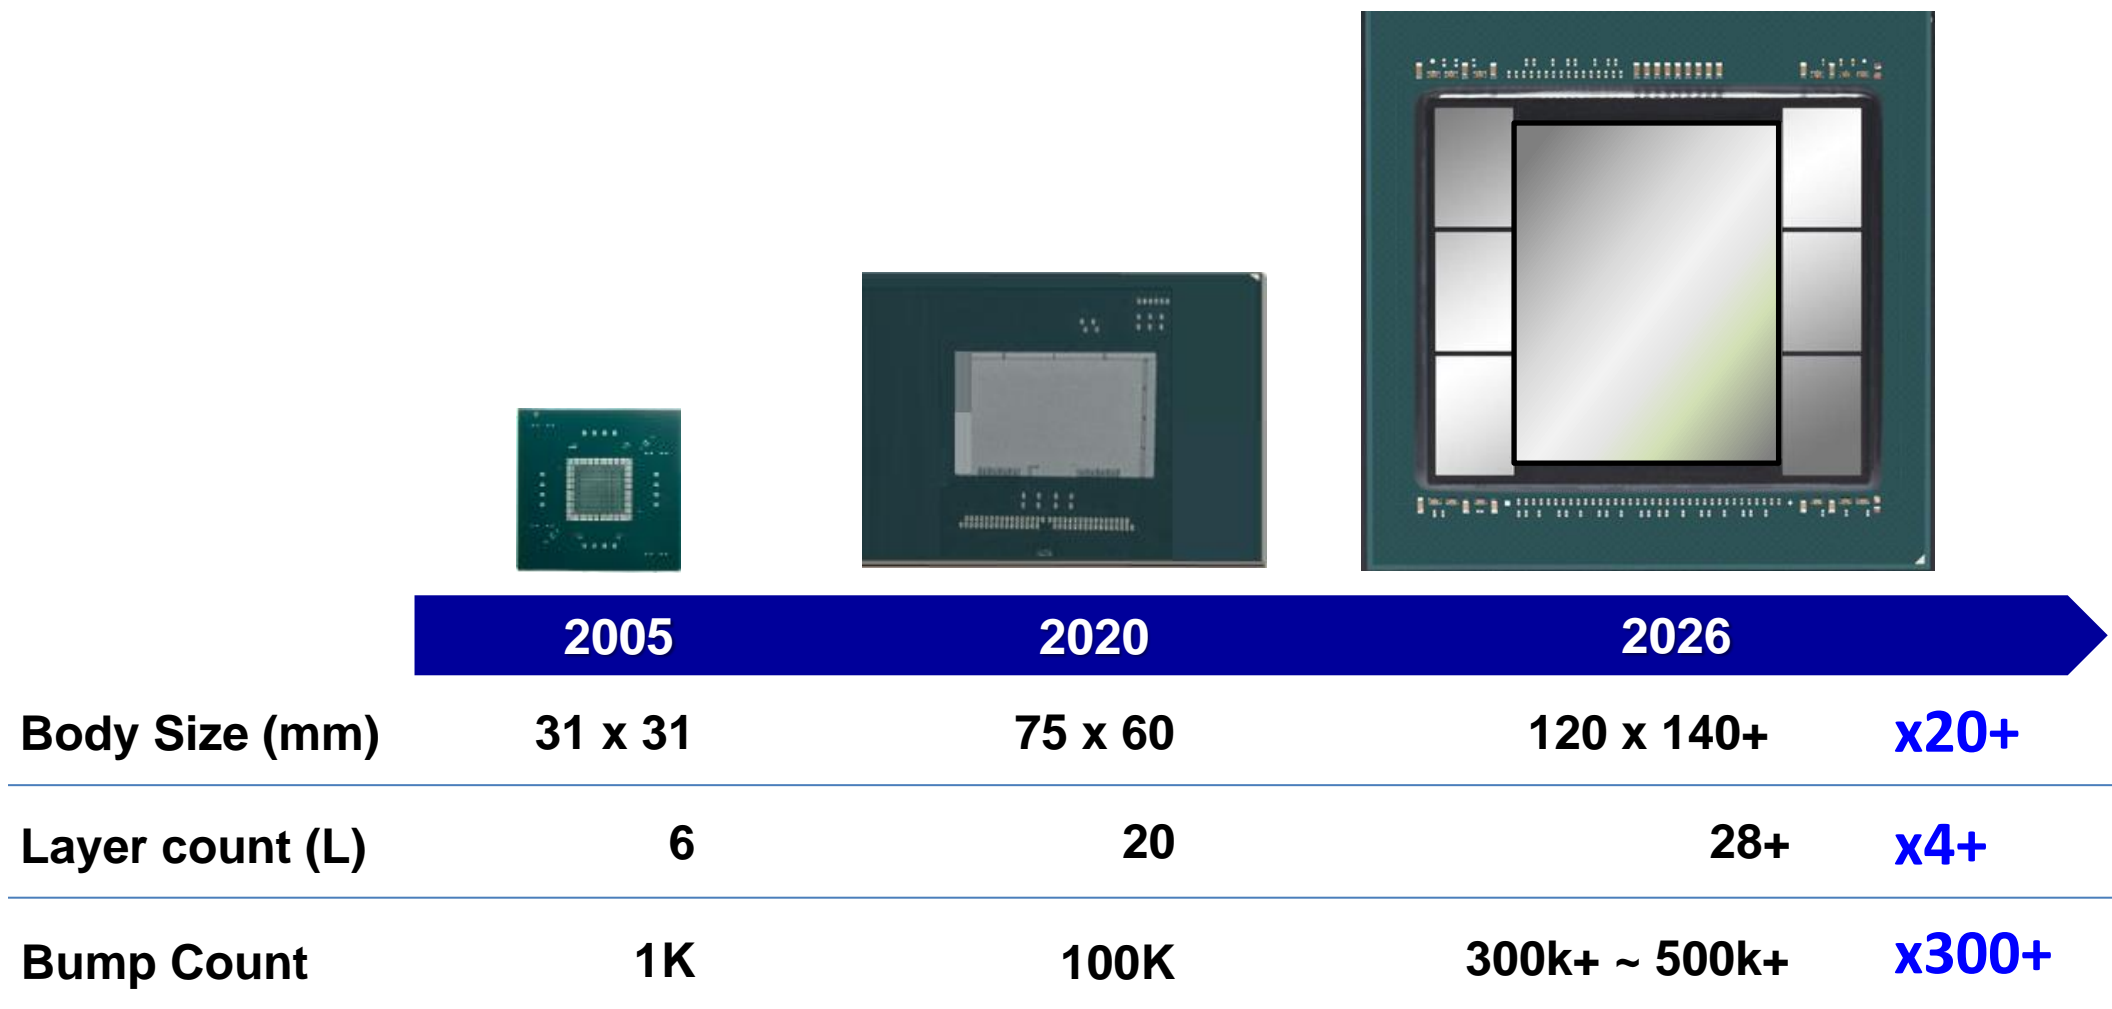 2005 2020 2026
Body Size (mm) 31 x 31 75 x 60 120 x 140+ x20+
Layer count (L) 6 20 28+ x4+
Bump Count 1K 100K 300k+ ~ 500k+ x300+